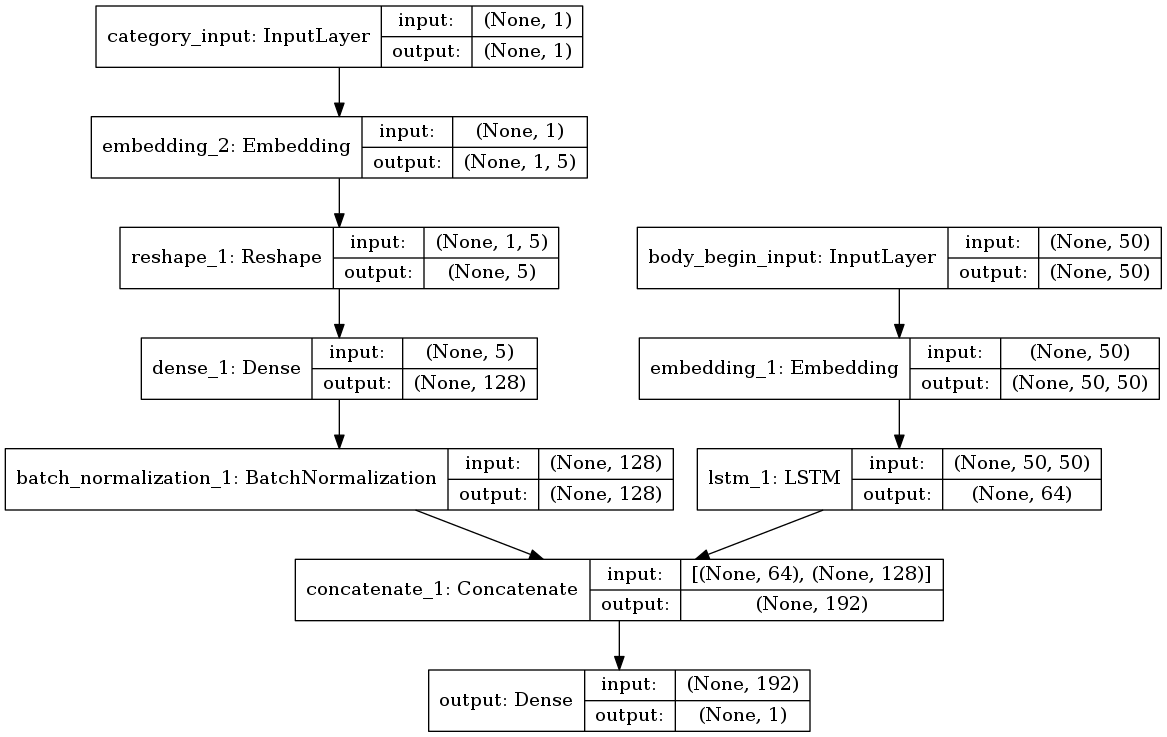 category_input: InputLayer
input: (None, 1)
output: (None, 1)
embedding_2: Embedding
input: (None, 1)
output: (None, 1, 5)
reshape_1: Reshape
input: (None, 1, 5)
output: (None, 5)
body_begin_input: InputLayer
input: (None, 50)
output: (None, 50)
dense_1: Dense
input: (None, 5)
output: (None, 128)
embedding_1: Embedding
input: (None, 50)
output: (None, 50, 50)
batch_normalization_1: BatchNormalization
input: (None, 128)
output: (None, 128)
lstm_1: LSTM
input: (None, 50, 50)
output: (None, 64)
concatenate_1: Concatenate
input: [(None, 64), (None, 128)]
output: (None, 192)
output: Dense
input: (None, 192)
output: (None, 1)